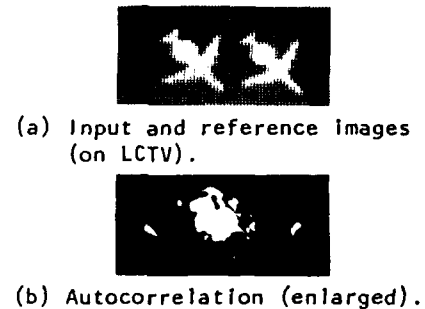 (a) Input and reference images
(on LCTV).
(b) Autocorrelation (enlarged).